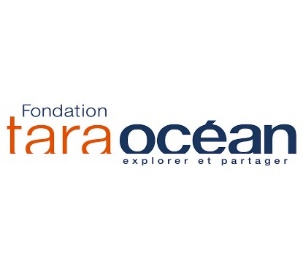 Fondation
tara océan
explorer et partager